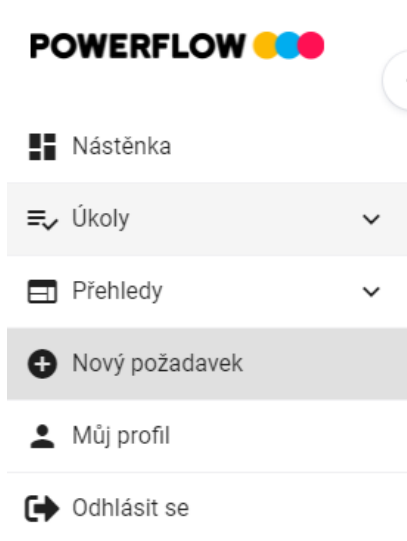 POWERFLOW
Nástěnka
Úkoly
Přehledy
Nový požadavek
Můj profil
Odhlásit se